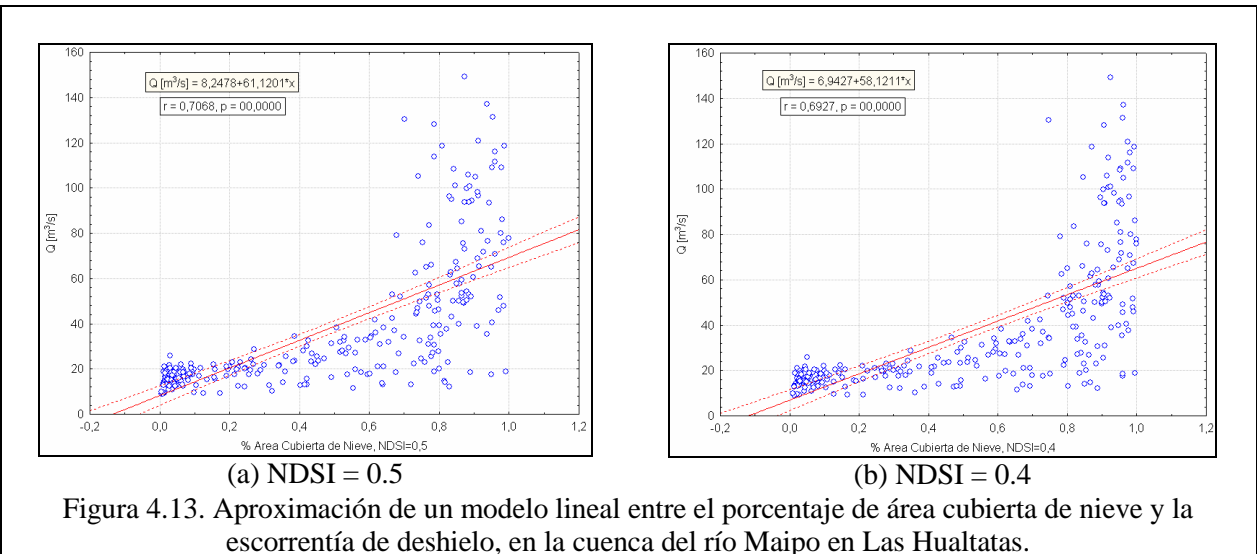 160
140
120
100
80
60
40
20
0
Q [m³/s]
Q [m³/s] = 8,2478+61,1201*x
r = 0,7068, p = 00,0000
-0,2 0,0 0,2 0,4 0,6 0,8 1,0 1,2
% Area Cubierta de Nieve, NDSI=0,5
(a) NDSI = 0.5
160
140
120
100
80
60
40
20
0
Q [m³/s]
Q [m³/s] = 6,9427+58,1211*x
r = 0,6927, p = 00,0000
-0,2 0,0 0,2 0,4 0,6 0,8 1,0 1,2
% Area Cubierta de Nieve, NDSI=0,4
(b) NDSI = 0.4
Figura 4.13. Aproximación de un modelo lineal entre el porcentaje de área cubierta de nieve y la
escorrentía de deshielo, en la cuenca del río Maipo en Las Hualtatas.